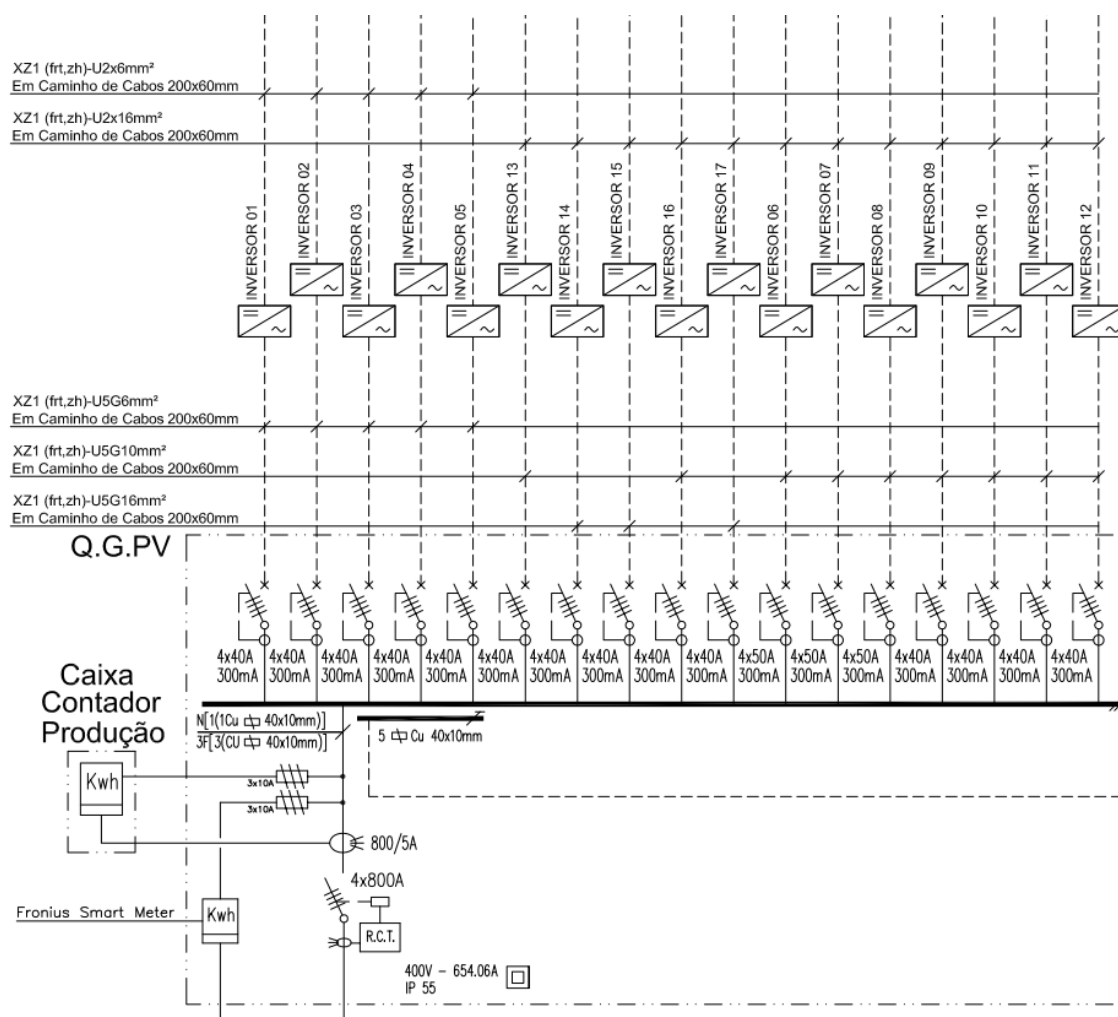 XZ1 (frt,zh)-U2x6mm²
Em Caminho de Cabos 200x60mm
XZ1 (frt,zh)-U2x16mm²
Em Caminho de Cabos 200x60mm
INVERSOR 01
INVERSOR 02
INVERSOR 03
INVERSOR 04
INVERSOR 05
INVERSOR 13
INVERSOR 14
INVERSOR 15
INVERSOR 16
INVERSOR 17
INVERSOR 06
INVERSOR 07
INVERSOR 08
INVERSOR 09
INVERSOR 10
INVERSOR 11
INVERSOR 12
XZ1 (frt,zh)-U5G6mm²
Em Caminho de Cabos 200x60mm
XZ1 (frt,zh)-U5G10mm²
Em Caminho de Cabos 200x60mm
XZ1 (frt,zh)-U5G16mm²
Em Caminho de Cabos 200x60mm
Q.G.PV
4x40A 4x40A 4x40A 4x40A 4x40A 4x40A 4x40A 4x40A 4x40A 4x40A 4x50A 4x50A 4x50A 4x40A 4x40A 4x40A 4x40A
300mA 300mA 300mA 300mA 300mA 300mA 300mA 300mA 300mA 300mA 300mA 300mA 300mA 300mA 300mA 300mA 300mA
Caixa
Contador
Produção
N[1(1Cu 40x10mm)]
3F[3(CU 40x10mm)]
5 Cu 40x10mm
Kwh
3x10A
3x10A
800/5A
4x800A
Fronius Smart Meter
Kwh
R.C.T.
400V - 654.06A
IP 55